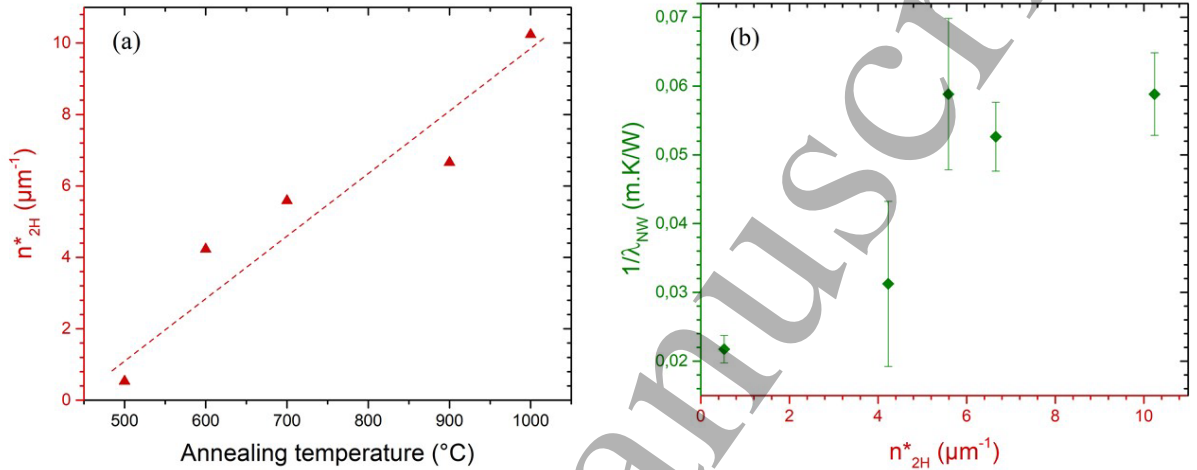 (a)
n*2H (µm-1)
10
8
6
4
2
0
500 600 700 800 900 1000
Annealing temperature (°C)
(b)
1/λNW (m.K/W)
0,07
0,06
0,05
0,04
0,03
0,02
0 2 4 6 8 10
n*2H (µm-1)
anuscri